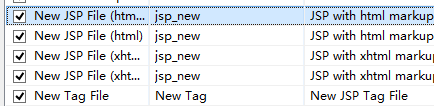 New JSP File (htm... jsp_new JSP with html markup
New JSP File (html) jsp_new JSP with html markup
New JSP File (xht... jsp_new JSP with xhtml markup
New JSP File (xht... jsp_new JSP with xhtml markup
New Tag File New Tag New JSP Tag File